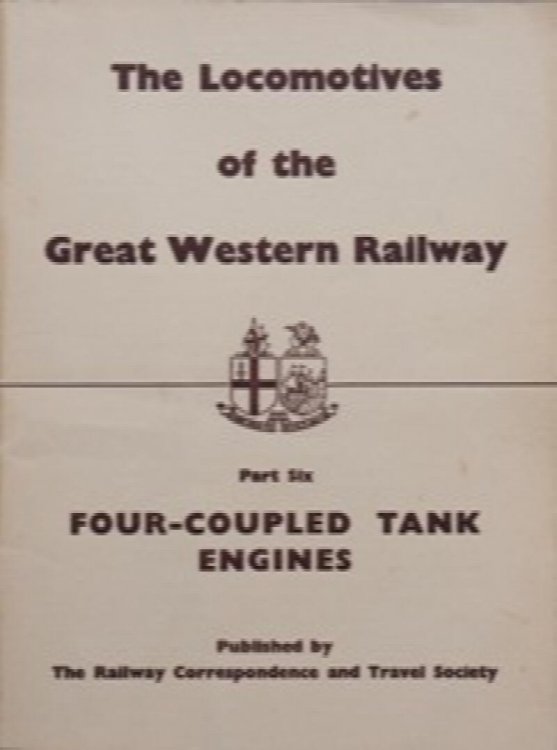 The Locomotives
of the
Great Western Railway
Part Six
FOUR-COUPLED TANK
ENGINES
Published by
The Railway Correspondence and Travel Society